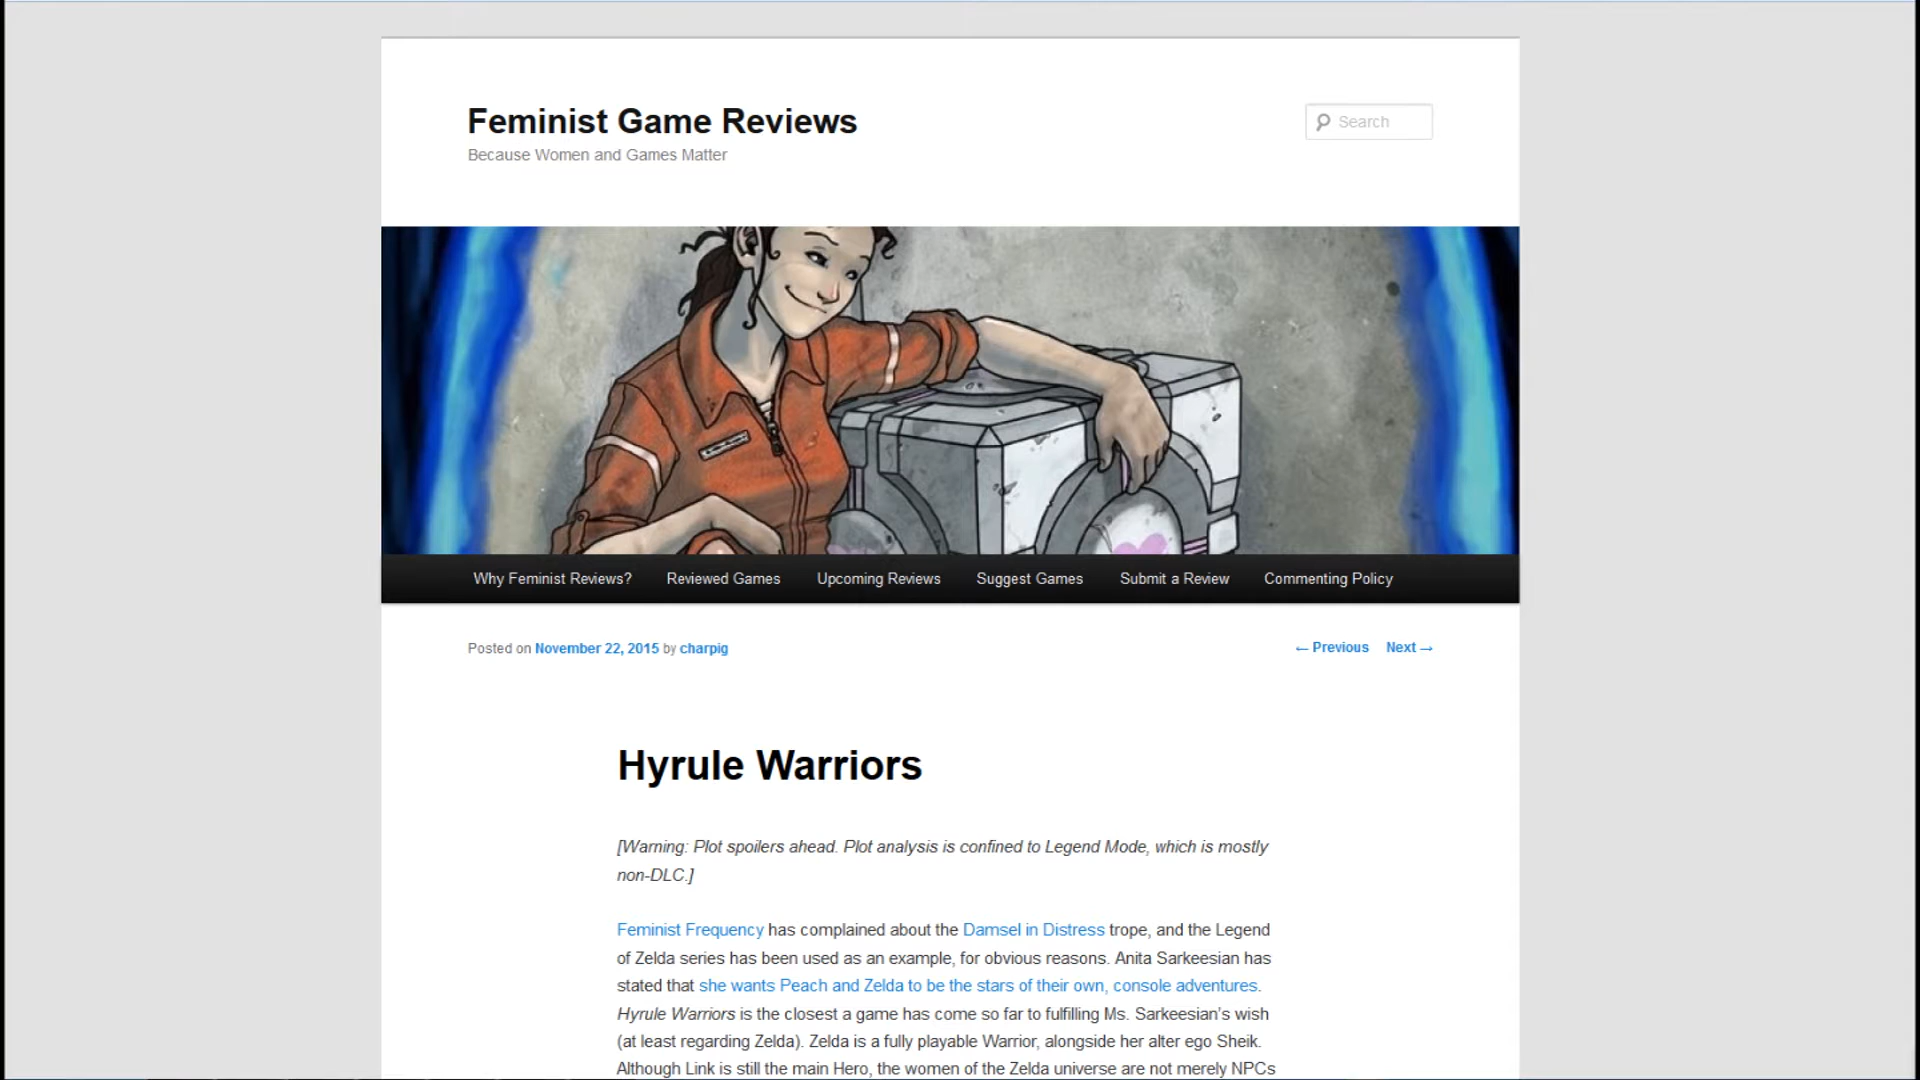 Feminist Game Reviews
Search
Because Women and Games Matter
Why Feminist Reviews? Reviewed Games Upcoming Reviews Suggest Games Submit a Review Commenting Policy
Posted on November 22, 2015 by charpig
← Previous Next →
Hyrule Warriors
[Warning: Plot spoilers ahead. Plot analysis is confined to Legend Mode, which is mostly
non-DLC.]
Feminist Frequency has complained about the Damsel in Distress trope, and the Legend
of Zelda series has been used as an example, for obvious reasons. Anita Sarkeesian has
stated that she wants Peach and Zelda to be the stars of their own, console adventures.
Hyrule Warriors is the closest a game has come so far to fulfilling Ms. Sarkeesian’s wish
(at least regarding Zelda). Zelda is a fully playable Warrior, alongside her alter ego Sheik.
Although Link is still the main Hero, the women of the Zelda universe are not merely NPCs